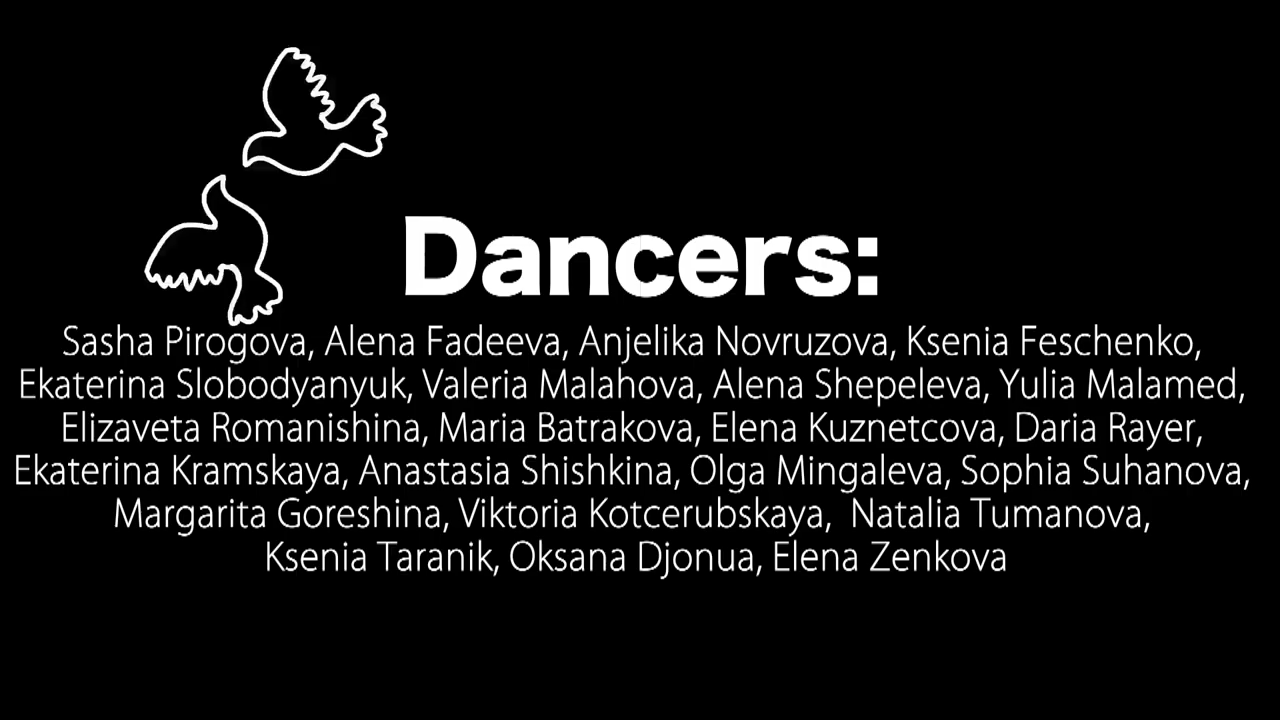 Dancers:
Sasha Pirogova, Alena Fadeeva, Anjelika Novruzova, Ksenia Feschenko,
Ekaterina Slobodyanyuk, Valeria Malahova, Alena Shepeleva, Yulia Malamed,
Elizaveta Romanishina, Maria Batrakova, Elena Kuznetcova, Daria Rayer,
Ekaterina Kramskaya, Anastasia Shishkina, Olga Mingaleva, Sophia Suhanova,
Margarita Goreshina, Viktoria Kotcerubskaya,  Natalia Tumanova,
Ksenia Taranik, Oksana Djonua, Elena Zenkova